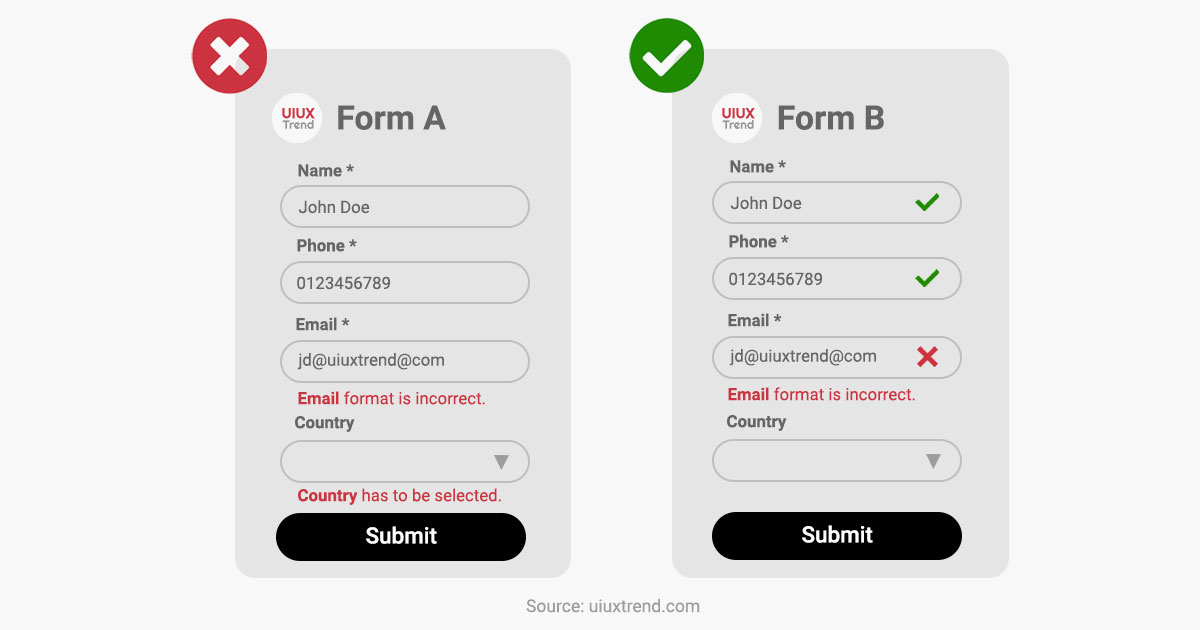 UIUX
Trend
Form A
Name *
John Doe
Phone *
0123456789
Email *
jd@uiuxtrend@com
Email format is incorrect.
Country
Country has to be selected.
Submit
UIUX
Trend
Form B
Name *
John Doe
Phone *
0123456789
Email *
jd@uiuxtrend@com
Email format is incorrect.
Country
Submit
Source: uiuxtrend.com